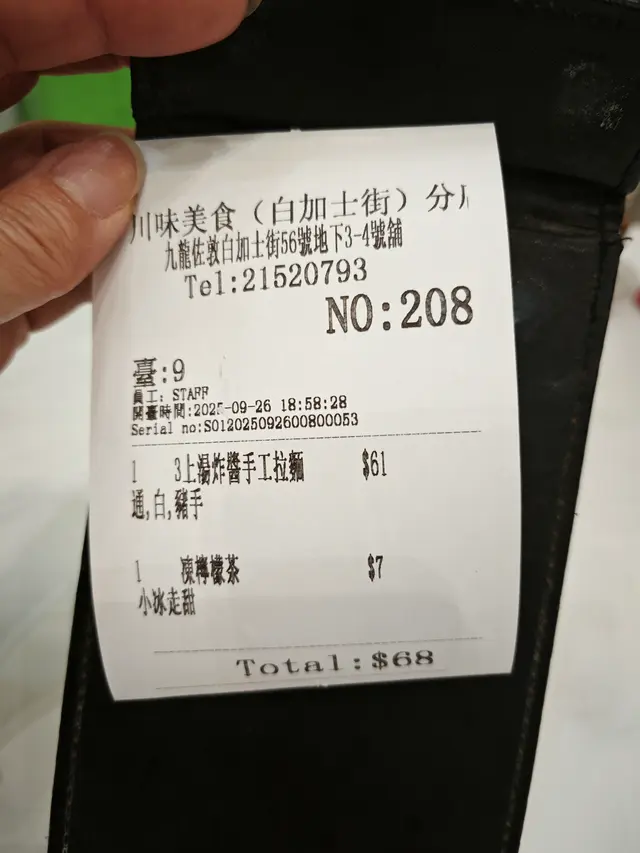 川味美食（白加士街）分
九龍佐敦白加士街56號地下3-4號舖
Tel:21520793
NO:208
臺:9
員工: STAFF
開臺時間:2025-09-26 18:58:28
Serial no:S012025092600800053
1 3上湯炸醬手工拉麵 $61
通,白,豬手
1 凍檸檬茶 $7
小冰走甜
Total:$68